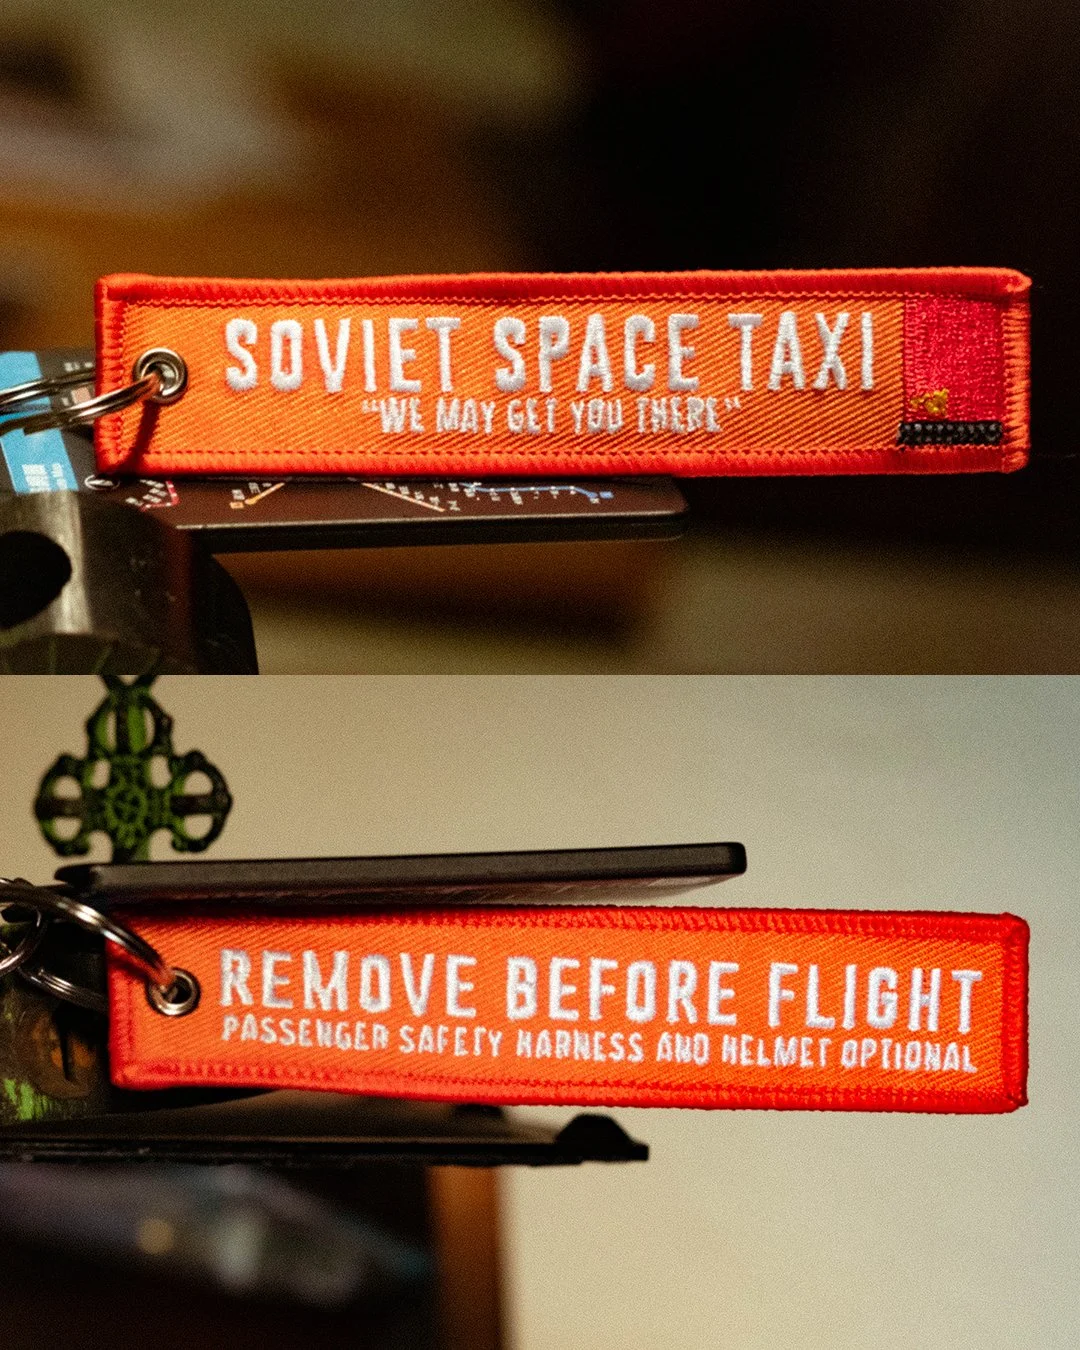 SOVIET SPACE TAXI
"WE MAY GET YOU THERE"
REMOVE BEFORE FLIGHT
PASSENGER SAFETY HARNESS AND HELMET OPTIONAL